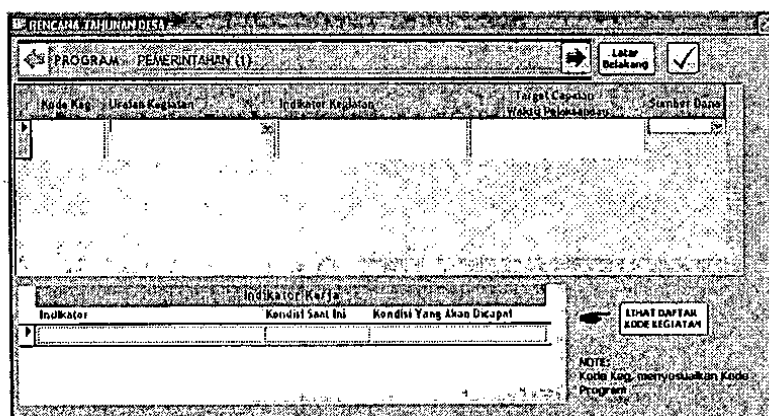 RENCANA TAHUNAN DESA
PROGRAM PEMERINTAHAN (1)
Latar
Belakang
Kode Keg Uraian Kegiatan Indikator Kegiatan Target Capaian Sumber Dana
Waktu Pelaksanaan
Indikator Kerja
Indikator Kondisi Saat Ini Kondisi Yang Akan Dicapai
LIHAT DAFTAR
KODE KEGIATAN
NOTE:
Kode Keg. menyesuaikan Kode
Program